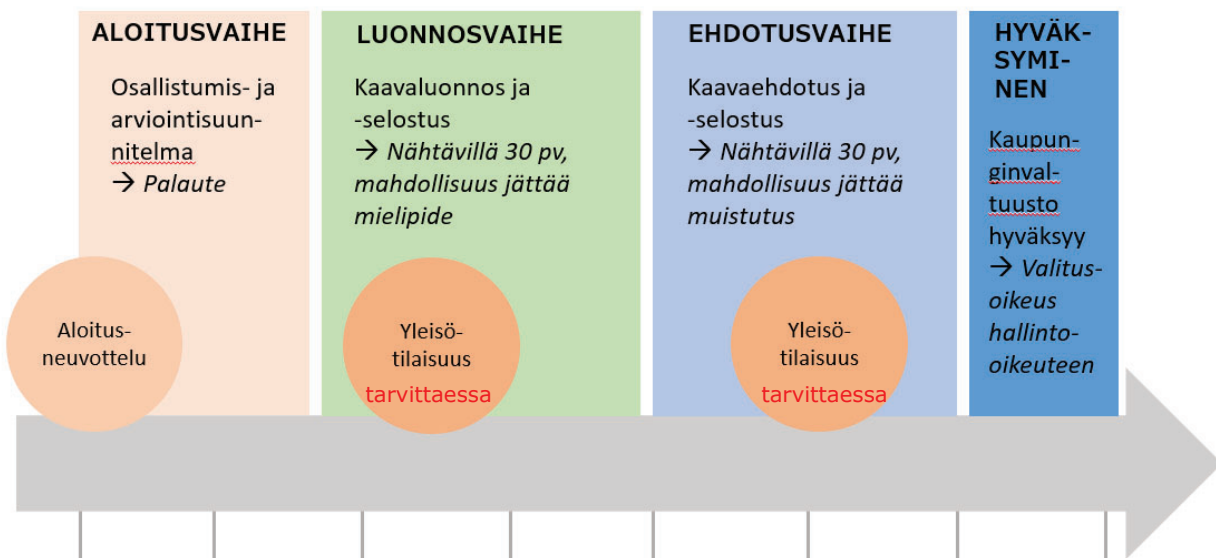 ALOITUSVAIHE
Osallistumis- ja
arviointisuun-
nitelma
→ Palaute
Aloitus-
neuvottelu
LUONNOSVAIHE
Kaavaluonnos ja
-selostus
→ Nähtävillä 30 pv,
mahdollisuus jättää
mielipide
Yleisö-
tilaisuus
tarvittaessa
EHDOTUSVAIHE
Kaavaehdotus ja
-selostus
→ Nähtävillä 30 pv,
mahdollisuus jättää
muistutus
Yleisö-
tilaisuus
tarvittaessa
HYVÄK-
SYMI-
NEN
Kaupun-
ginval-
tuusto
hyväksyy
→ Valitus-
oikeus
hallinto-
oikeuteen